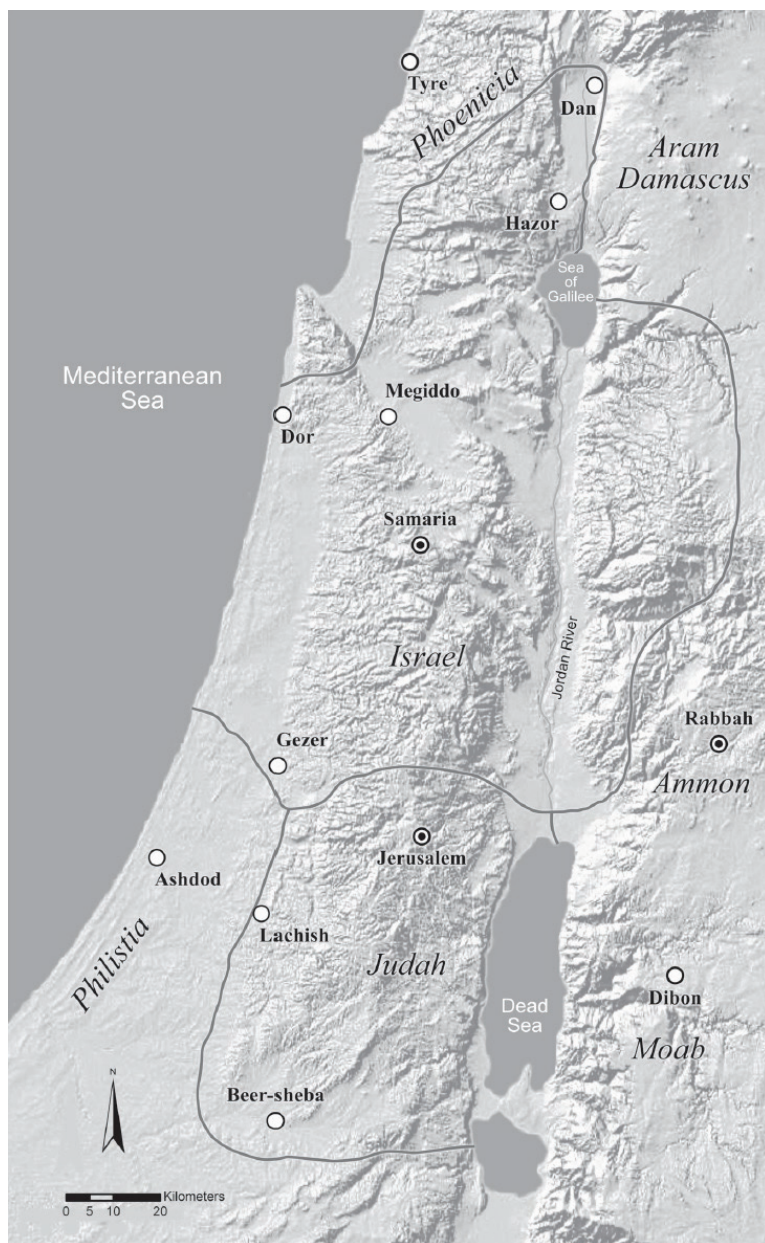 Tyre
Phoenicia
Dan
Aram
Damascus
Hazor
Sea
of
Galilee
Mediterranean
Sea
Megiddo
Dor
Samaria
Israel
Jordan River
Rabbah
Gezer
Ammon
Jerusalem
Ashdod
Lachish
Philistia
Judah
Dibon
Dead
Sea
Moab
N
Beer-sheba
Kilometers
0 5 10 20